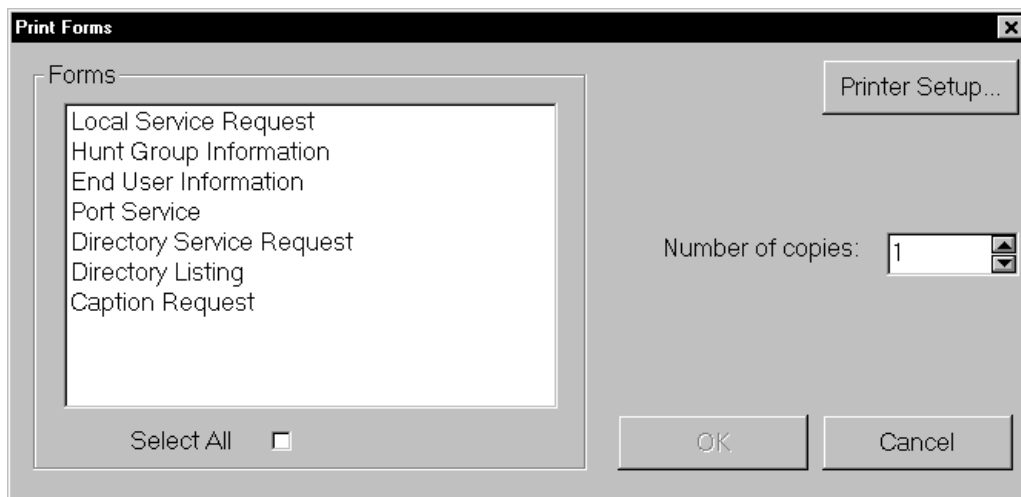 Print Forms
Forms
Printer Setup...
Local Service Request
Hunt Group Information
End User Information
Port Service
Directory Service Request
Directory Listing
Caption Request
Number of copies:
1
Select All
OK
Cancel